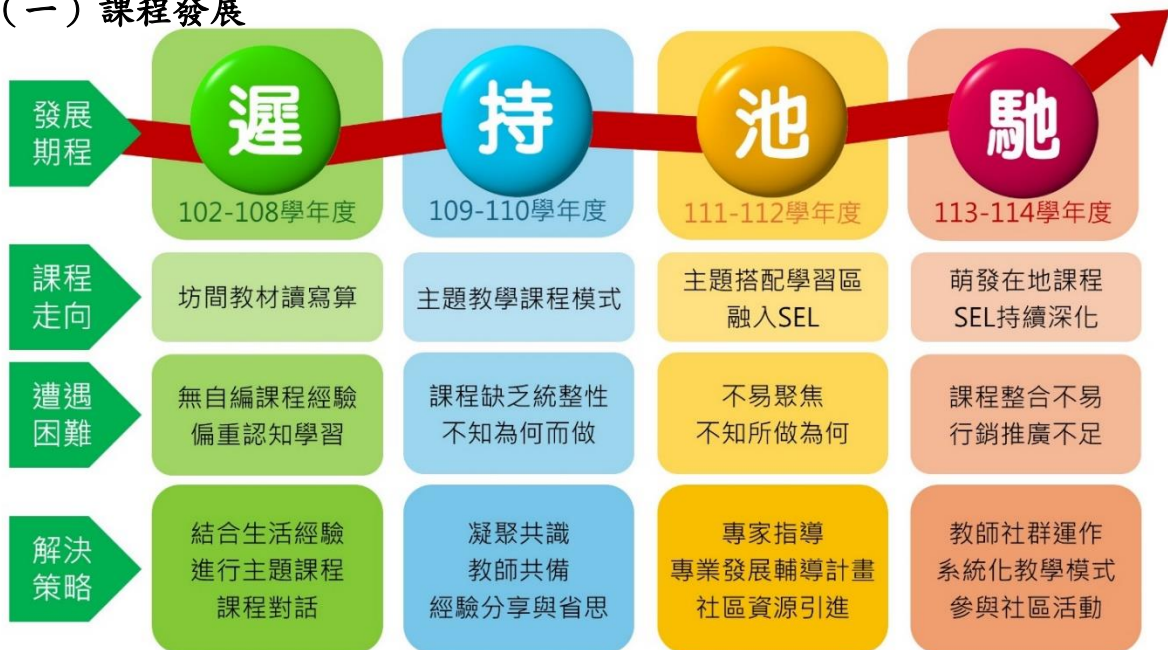 （一）課程發展
發展
期程
遲
102-108學年度
持
109-110學年度
池
111-112學年度
馳
113-114學年度
課程
走向
坊間教材讀寫算
主題教學課程模式
主題搭配學習區
融入SEL
萌發在地課程
SEL持續深化
遭遇
困難
無自編課程經驗
偏重認知學習
課程缺乏統整性
不知為何而做
不易聚焦
不知所做為何
課程整合不易
行銷推廣不足
解決
策略
結合生活經驗
進行主題課程
課程對話
凝聚共識
教師共備
經驗分享與省思
專家指導
專業發展輔導計畫
社區資源引進
教師社群運作
系統化教學模式
參與社區活動